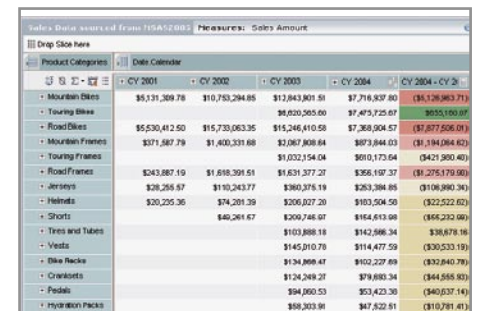 Sales Data sourced from NSASZ003 Measures: Sales Amount
Drop Slice here
Product Categories Date.Calendar
CY 2001 CY 2002 CY 2003 CY 2004 CY 2004 - CY 2
Mountain Bikes $5,131,309.78 $10,753,294.85 $12,843,901.51 $7,716,937.80 ($5,126,963.71)
Touring Bikes $6,620,565.60 $7,475,725.67 $855,160.07
Road Bikes $5,530,412.50 $15,733,063.35 $15,246,410.58 $7,368,904.57 ($7,877,506.01)
Mountain Frames $371,587.79 $1,400,331.68 $2,067,908.64 $873,844.03 ($1,194,064.62)
Touring Frames $1,032,154.04 $610,173.64 ($421,980.40)
Road Frames $243,887.19 $1,618,391.51 $1,631,377.27 $356,197.37 ($1,275,179.90)
Jerseys $28,255.57 $110,243.77 $360,375.19 $253,384.85 ($106,990.34)
Helmets $20,235.36 $74,281.39 $206,027.20 $183,504.58 ($22,522.62)
Shorts $49,261.67 $209,746.97 $154,513.98 ($55,232.99)
Tires and Tubes $103,888.18 $142,566.34 $38,678.16
Vests $145,010.78 $114,477.59 ($30,533.19)
Bike Racks $134,868.47 $102,227.69 ($32,640.78)
Cranksets $124,249.27 $79,693.34 ($44,555.93)
Pedals $94,060.53 $53,423.38 ($40,637.14)
Hydration Packs $58,303.91 $47,522.51 ($10,781.41)